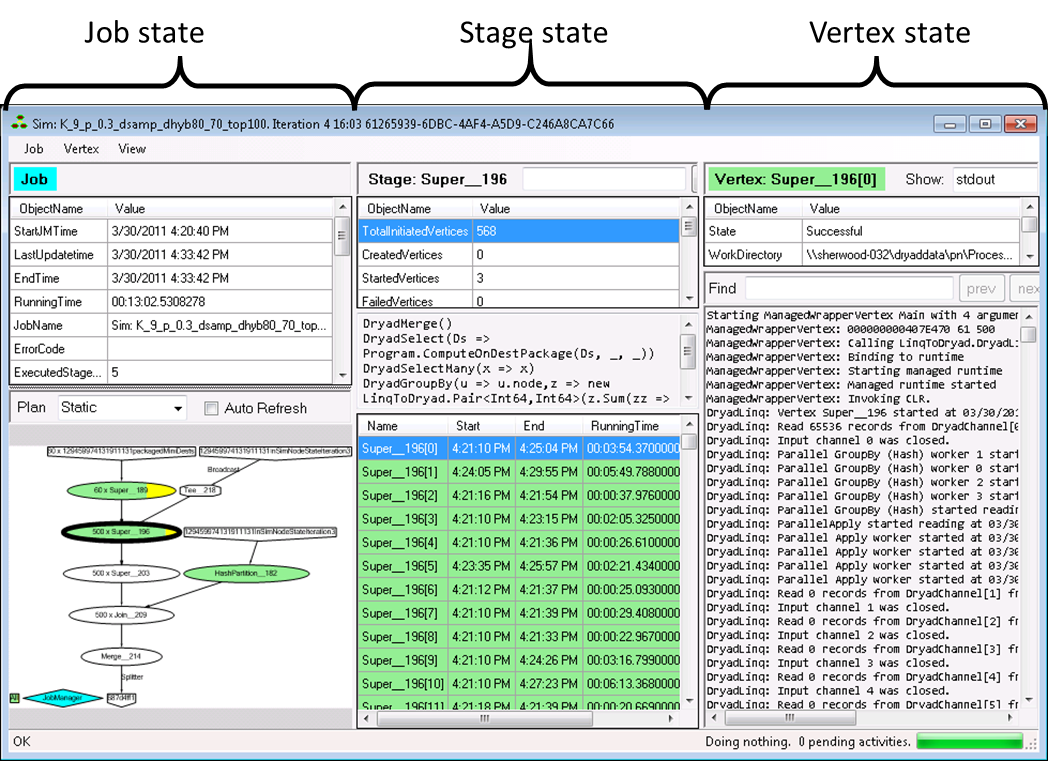 Job state
Stage state
Vertex state
Sim: K_9_p_0.3_dsamp_dhyb80_70_top100. Iteration 4 16:03 61265939-6DBC-4AF4-A5D9-C246A8CA7C66
Job Vertex View
Job
ObjectName Value
StartJMTime 3/30/2011 4:20:40 PM
LastUpdatetime 3/30/2011 4:33:42 PM
EndTime 3/30/2011 4:33:42 PM
RunningTime 00:13:02.5308278
JobName Sim: K_9_p_0.3_dsamp_dhyb80_70_top...
ErrorCode
ExecutedStage... 5
Plan Static Auto Refresh
Broadcast
60 x Super__189
Tee__218
500 x Super__196
500 x Super__203
HashPartition__182
500 x Join__209
Merge__214
Splitter
All
JobManager
Stage: Super__196
ObjectName Value
TotalInitiatedVertices 568
CreatedVertices 0
StartedVertices 3
FailedVertices 0
DryadMerge()
DryadSelect(Ds =>
Program.ComputeOnDestPackage(Ds, _, _))
DryadSelectMany(x => x)
DryadGroupBy(u => u.node,z => new
LinqToDryad.Pair<Int64,Int64>(z.Sum(zz =>
Name Start End RunningTime
Super__196[0] 4:21:10 PM 4:25:04 PM 00:03:54.3700000
Super__196[1] 4:24:05 PM 4:29:55 PM 00:05:49.7880000
Super__196[2] 4:21:16 PM 4:21:54 PM 00:00:37.9760000
Super__196[3] 4:21:10 PM 4:23:15 PM 00:02:05.3250000
Super__196[4] 4:21:10 PM 4:21:36 PM 00:00:26.6100000
Super__196[5] 4:23:35 PM 4:25:57 PM 00:02:21.4340000
Super__196[6] 4:21:12 PM 4:21:37 PM 00:00:25.0930000
Super__196[7] 4:21:10 PM 4:21:39 PM 00:00:29.4080000
Super__196[8] 4:21:10 PM 4:21:33 PM 00:00:22.9670000
Super__196[9] 4:21:10 PM 4:24:26 PM 00:03:16.7990000
Super__196[10] 4:21:10 PM 4:27:23 PM 00:06:13.3680000
Super__196[11] 4:21:18 PM 4:21:39 PM 00:00:20.6690000
Vertex: Super__196[0] Show: stdout
ObjectName Value
State Successful
WorkDirectory \\sherwood-032\dryaddata\pn\Proces...
Find prev nex
Starting ManagedWrapperVertex Main with 4 argumen
ManagedWrapperVertex: 000000000407E470 61 500
ManagedWrapperVertex: Calling LinqToDryad.DryadLi
ManagedWrapperVertex: Binding to runtime
ManagedWrapperVertex: Starting managed runtime
ManagedWrapperVertex: Managed runtime started
ManagedWrapperVertex: Invoking CLR.
DryadLinq: Vertex Super__196 started at 03/30/201
DryadLinq: Read 65536 records from DryadChannel[0
DryadLinq: Input channel 0 was closed.
DryadLinq: Parallel GroupBy (Hash) worker 1 start
DryadLinq: Parallel GroupBy (Hash) worker 0 start
DryadLinq: Parallel GroupBy (Hash) worker 2 start
DryadLinq: Parallel GroupBy (Hash) worker 3 start
DryadLinq: Parallel GroupBy (Hash) started readin
DryadLinq: ParallelApply started reading at 03/30
DryadLinq: Parallel Apply worker started at 03/30
DryadLinq: Parallel Apply worker started at 03/30
DryadLinq: Parallel Apply worker started at 03/30
DryadLinq: Parallel Apply worker started at 03/30
DryadLinq: Read 0 records from DryadChannel[1] fr
DryadLinq: Input channel 1 was closed.
DryadLinq: Read 0 records from DryadChannel[2] fr
DryadLinq: Input channel 2 was closed.
DryadLinq: Read 0 records from DryadChannel[3] fr
DryadLinq: Input channel 3 was closed.
DryadLinq: Read 0 records from DryadChannel[4] fr
DryadLinq: Input channel 4 was closed.
DryadLinq: Read 0 records from DryadChannel[5] fr
OK
Doing nothing. 0 pending activities.